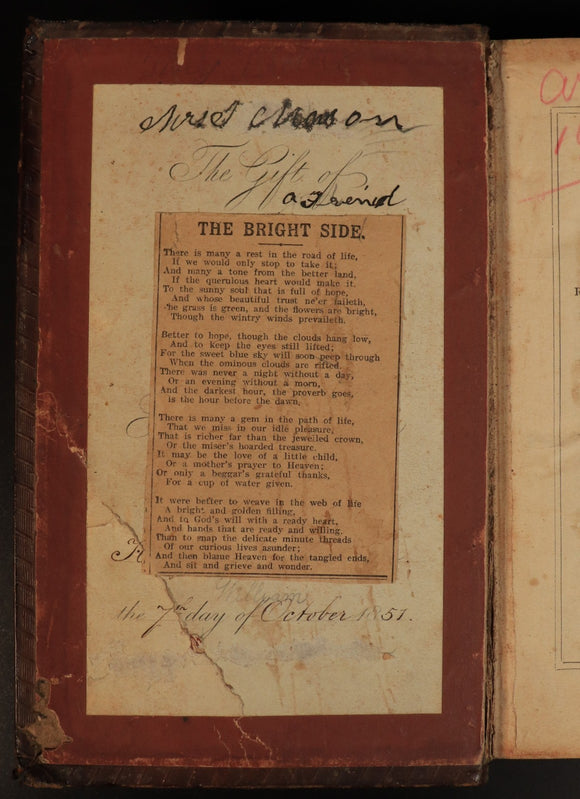 Mrs
The Gift of
a Freind
THE BRIGHT SIDE.
There is many a rest in the road of life,
If we would only stop to take it;
And many a tone from the better land,
If the querulous heart would make it.
To the sunny soul that is full of hope,
And whose beautiful trust ne'er faileth,
he grass is green, and the flowers are bright,
Though the wintry winds prevaileth.
Better to hope, though the clouds hang low,
And to keep the eyes still lifted;
For the sweet blue sky will soon peep through
When the ominous clouds are rifted.
There was never a night without a day,
Or an evening without a morn,
And the darkest hour, the proverb goes,
is the hour before the dawn.
There is many a gem in the path of life,
That we miss in our idle pleasure,
That is richer far than the jewelled crown,
Or the miser's hoarded treasure.
It may be the love of a little child,
Or a mother's prayer to Heaven;
Or only a beggar's grateful thanks,
For a cup of water given.
It were better to weave in the web of life
A bright and golden filling,
And to God's will with a ready heart,
And hands that are ready and willing.
Than to snap the delicate minute threads
Of our curious lives asunder;
And then blame Heaven for the tangled ends,
And sit and grieve and wonder.
the 7th day of October 1851.